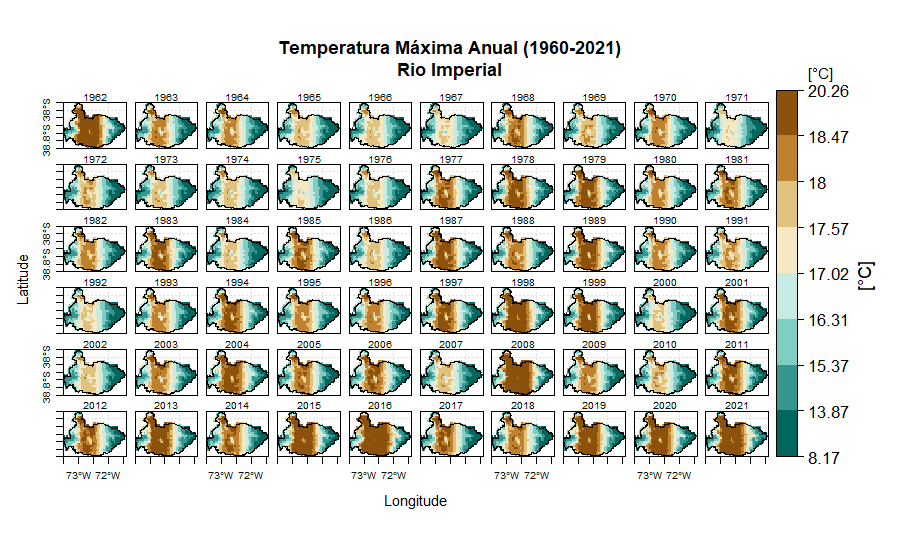 Temperatura Máxima Anual (1960-2021)
Rio Imperial
[°C]
1962 1963 1964 1965 1966 1967 1968 1969 1970 1971
1972 1973 1974 1975 1976 1977 1978 1979 1980 1981
1982 1983 1984 1985 1986 1987 1988 1989 1990 1991
1992 1993 1994 1995 1996 1997 1998 1999 2000 2001
2002 2003 2004 2005 2006 2007 2008 2009 2010 2011
2012 2013 2014 2015 2016 2017 2018 2019 2020 2021
38.8°S 38°S
38.8°S 38°S
38.8°S 38°S
Latitude
73°W 72°W 73°W 72°W 73°W 72°W 73°W 72°W 73°W 72°W
Longitude
20.26
18.47
18
17.57
17.02
16.31
15.37
13.87
8.17
[°C]